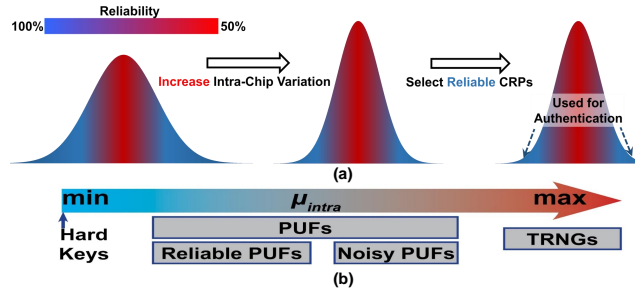 Reliability
100% 50%
Increase Intra-Chip Variation
Select Reliable CRPs
Used for
Authentication
(a)
min μintra max
Hard
Keys
PUFs
Reliable PUFs
Noisy PUFs
TRNGs
(b)